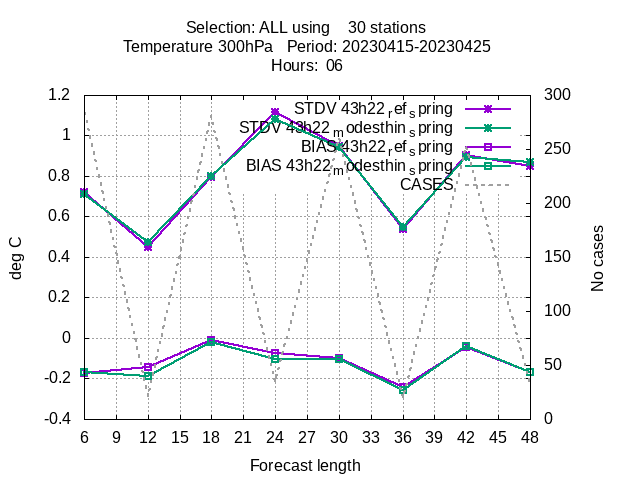 Selection: ALL using 30 stations
Temperature 300hPa Period: 20230415-20230425
Hours: 06
STDV 43h22_ref_spring
STDV 43h22_modesthin_spring
BIAS 43h22_ref_spring
BIAS 43h22_modesthin_spring
CASES
deg C
1.2
1
0.8
0.6
0.4
0.2
0
-0.2
-0.4
300
250
200
150
100
50
0
No cases
6 9 12 15 18 21 24 27 30 33 36 39 42 45 48
Forecast length